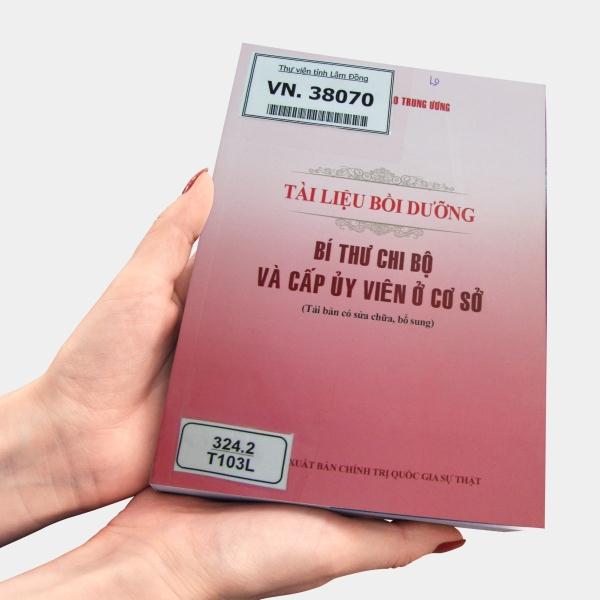 Thư viện tỉnh Lâm Đồng
VN. 38070
TRUNG ƯƠNG
TÀI LIỆU BỒI DƯỠNG
BÍ THƯ CHI BỘ
VÀ CẤP ỦY VIÊN Ở CƠ SỞ
(Tái bản có sửa chữa, bổ sung)
324.2
T103L
XUẤT BẢN CHÍNH TRỊ QUỐC GIA SỰ THẬT